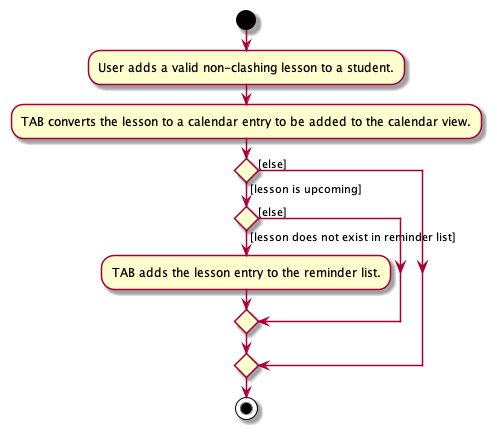 User adds a valid non-clashing lesson to a student.
TAB converts the lesson to a calendar entry to be added to the calendar view.
[else]
[lesson is upcoming]
[else]
[lesson does not exist in reminder list]
TAB adds the lesson entry to the reminder list.